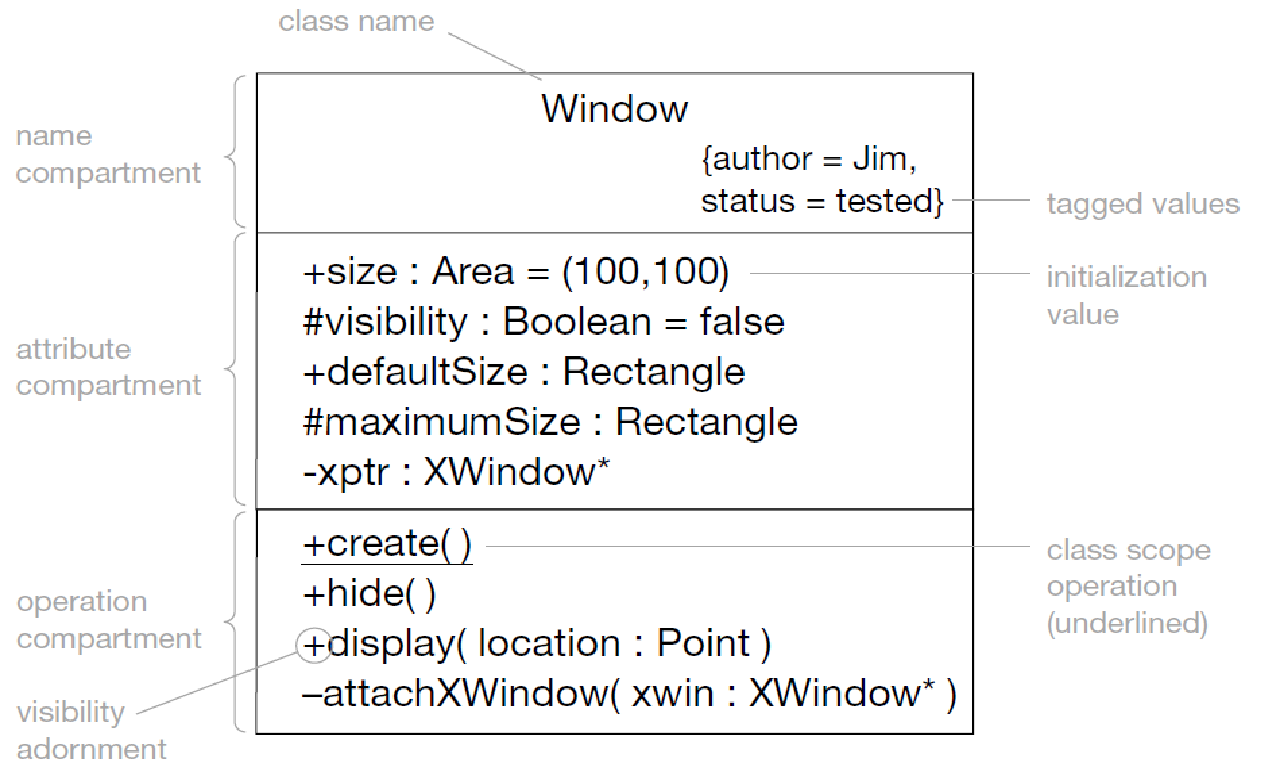 class name
Window
name
compartment
{author = Jim,
status = tested}
tagged values
+size : Area = (100,100)
initialization
value
#visibility : Boolean = false
attribute
compartment
+defaultSize : Rectangle
#maximumSize : Rectangle
-xptr : XWindow*
+create( )
class scope
operation
(underlined)
+hide( )
operation
compartment
+display( location : Point )
–attachXWindow( xwin : XWindow* )
visibility
adornment